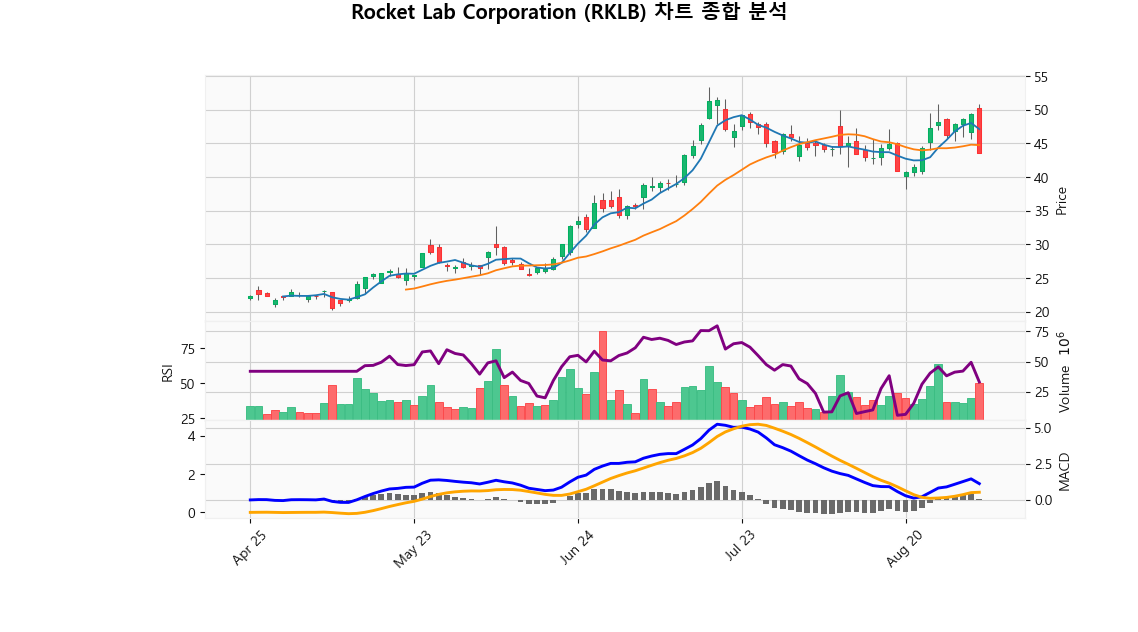 Rocket Lab Corporation (RKLB) 차트 종합 분석
55
50
45
40
35
30
25
20
Price
75
50
25
RSI
75
50
25
Volume 10^6
4
2
0
5.0
2.5
0.0
MACD
Apr 25
May 23
Jun 24
Jul 23
Aug 20